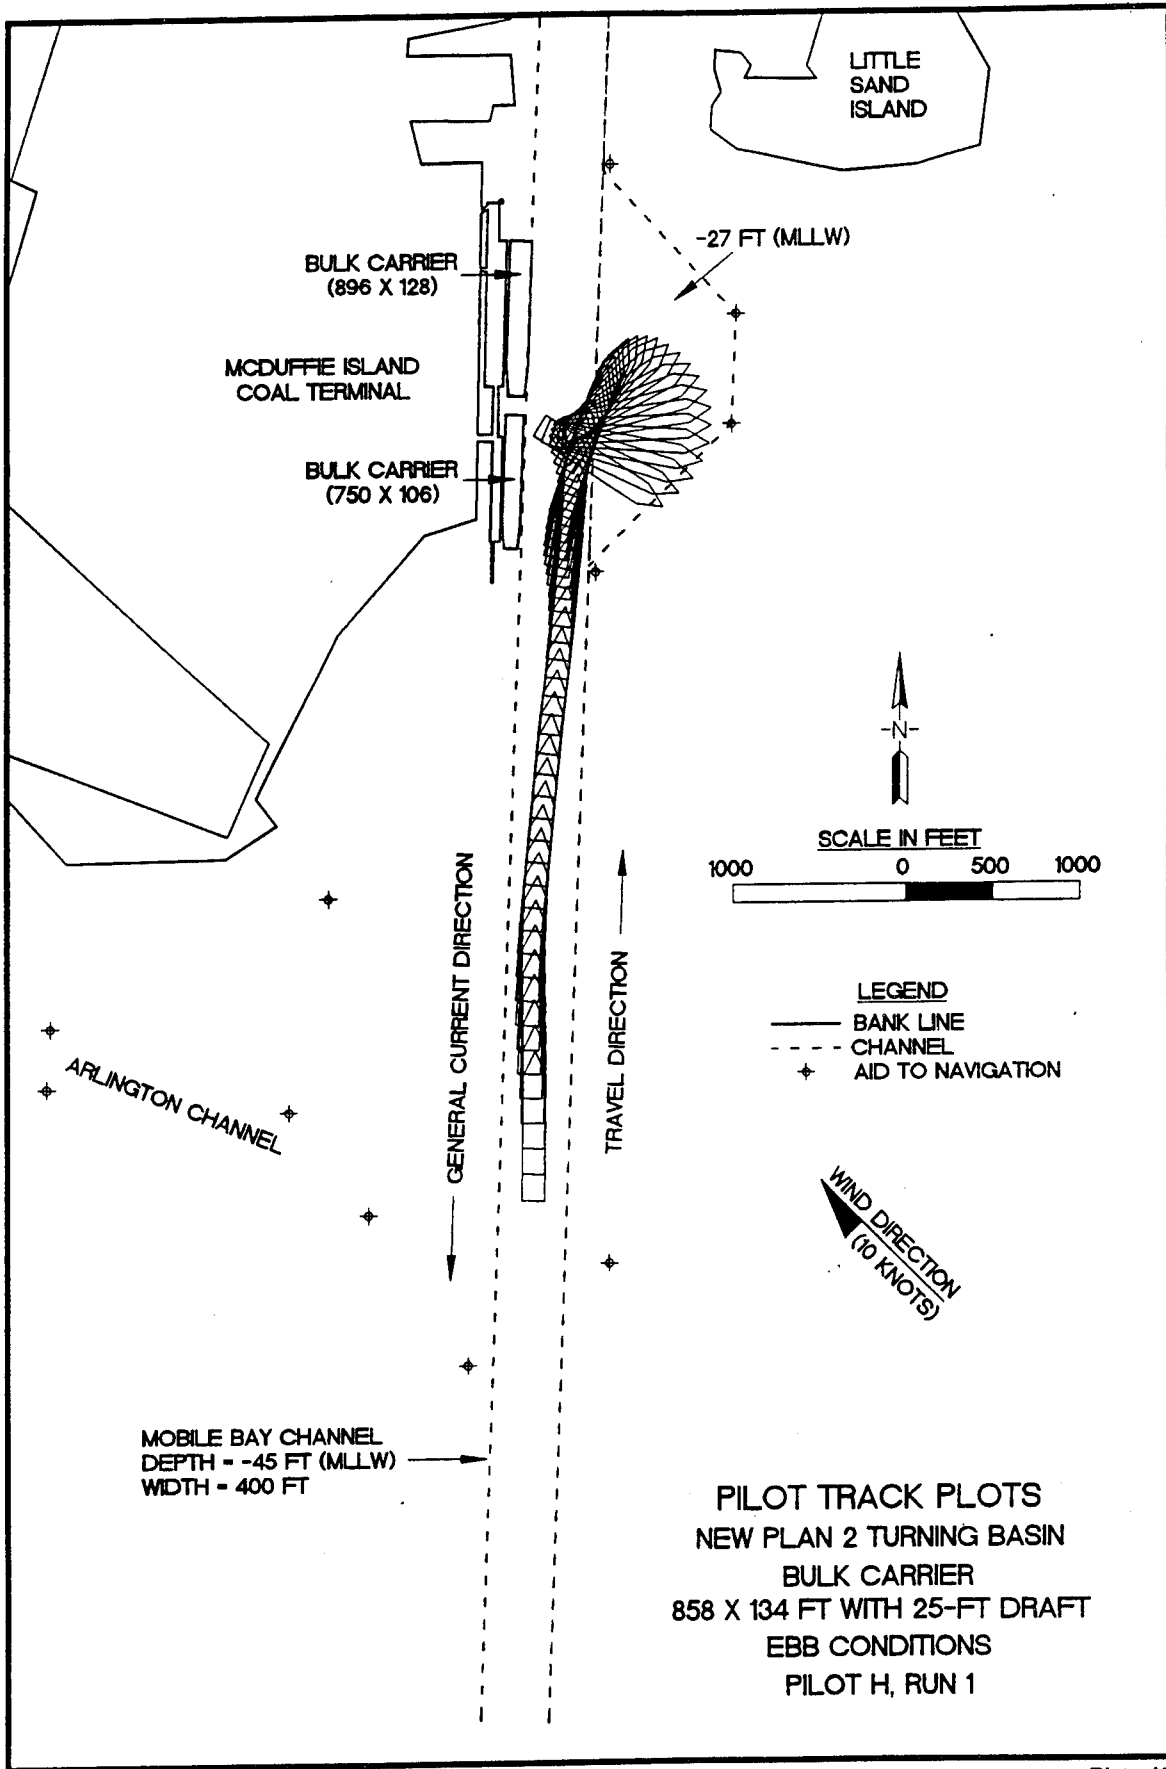 LITTLE
SAND
ISLAND
-27 FT (MLLW)
BULK CARRIER
(896 X 128)
MCDUFFIE ISLAND
COAL TERMINAL
BULK CARRIER
(750 X 106)
-N-
SCALE IN FEET
1000 0 500 1000
GENERAL CURRENT DIRECTION
TRAVEL DIRECTION
LEGEND
BANK LINE
CHANNEL
AID TO NAVIGATION
ARLINGTON CHANNEL
WIND DIRECTION
(10 KNOTS)
MOBILE BAY CHANNEL
DEPTH = -45 FT (MLLW)
WIDTH = 400 FT
PILOT TRACK PLOTS
NEW PLAN 2 TURNING BASIN
BULK CARRIER
858 X 134 FT WITH 25-FT DRAFT
EBB CONDITIONS
PILOT H, RUN 1